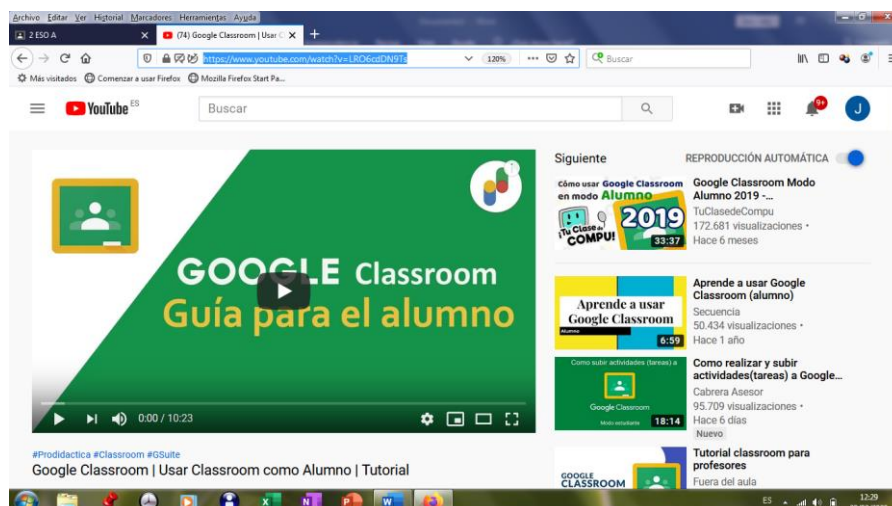 Archivo Editar Ver Historial Marcadores Herramientas Ayuda
2 ESO A
(74) Google Classroom | Usar C
https://www.youtube.com/watch?v=LRO6cdDN9Ts
120%
Buscar
Más visitados
Comenzar a usar Firefox
Mozilla Firefox Start Pa...
YouTube ES
Buscar
9+
J
GOOGLE Classroom
Guía para el alumno
0:00 / 10:23
#Prodidactica #Classroom #GSuite
Google Classroom | Usar Classroom como Alumno | Tutorial
Siguiente
REPRODUCCIÓN AUTOMÁTICA
Cómo usar Google Classroom
en modo Alumno
2019
¡Tu Clase de
COMPU!
33:37
Google Classroom Modo
Alumno 2019 -...
TuClasedeCompu
172.681 visualizaciones •
Hace 6 meses
Aprende a usar
Google Classroom
Alumno
6:59
Aprende a usar Google
Classroom (alumno)
Secuencia
50.434 visualizaciones •
Hace 1 año
Como subir actividades (tareas) a
Google Classroom
Modo estudiante
18:14
Como realizar y subir
actividades(tareas) a Google...
Cabrera Asesor
95.709 visualizaciones •
Hace 6 días
Nuevo
GOOGLE
CLASSROOM
Tutorial classroom para
profesores
Fuera del aula
ES
12:29